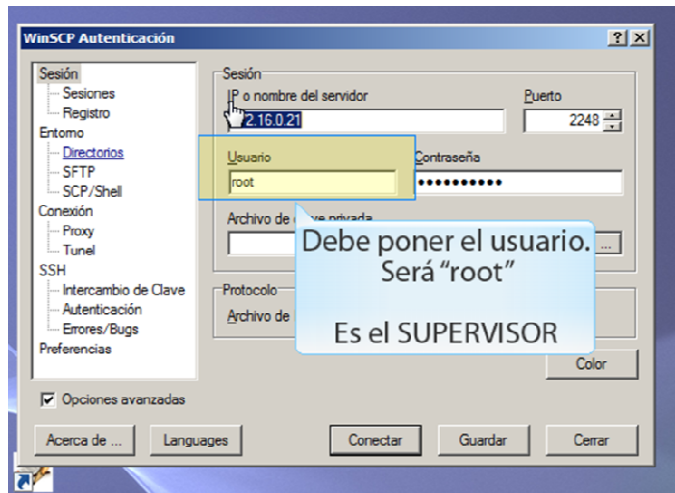 WinSCP Autenticación
Sesión
Sesiones
Registro
Entorno
Directorios
SFTP
SCP/Shell
Conexión
Proxy
Tunel
SSH
Intercambio de Clave
Autenticación
Errores/Bugs
Preferencias
Sesión
IP o nombre del servidor
Puerto
2.16.0.21
2248
Usuario
Contraseña
root
••••••••••
Archivo de privada
...
Debe poner el usuario.
Será “root”
Es el SUPERVISOR
Protocolo
Archivo de
Color
Opciones avanzadas
Acerca de ...
Languages
Conectar
Guardar
Cerrar